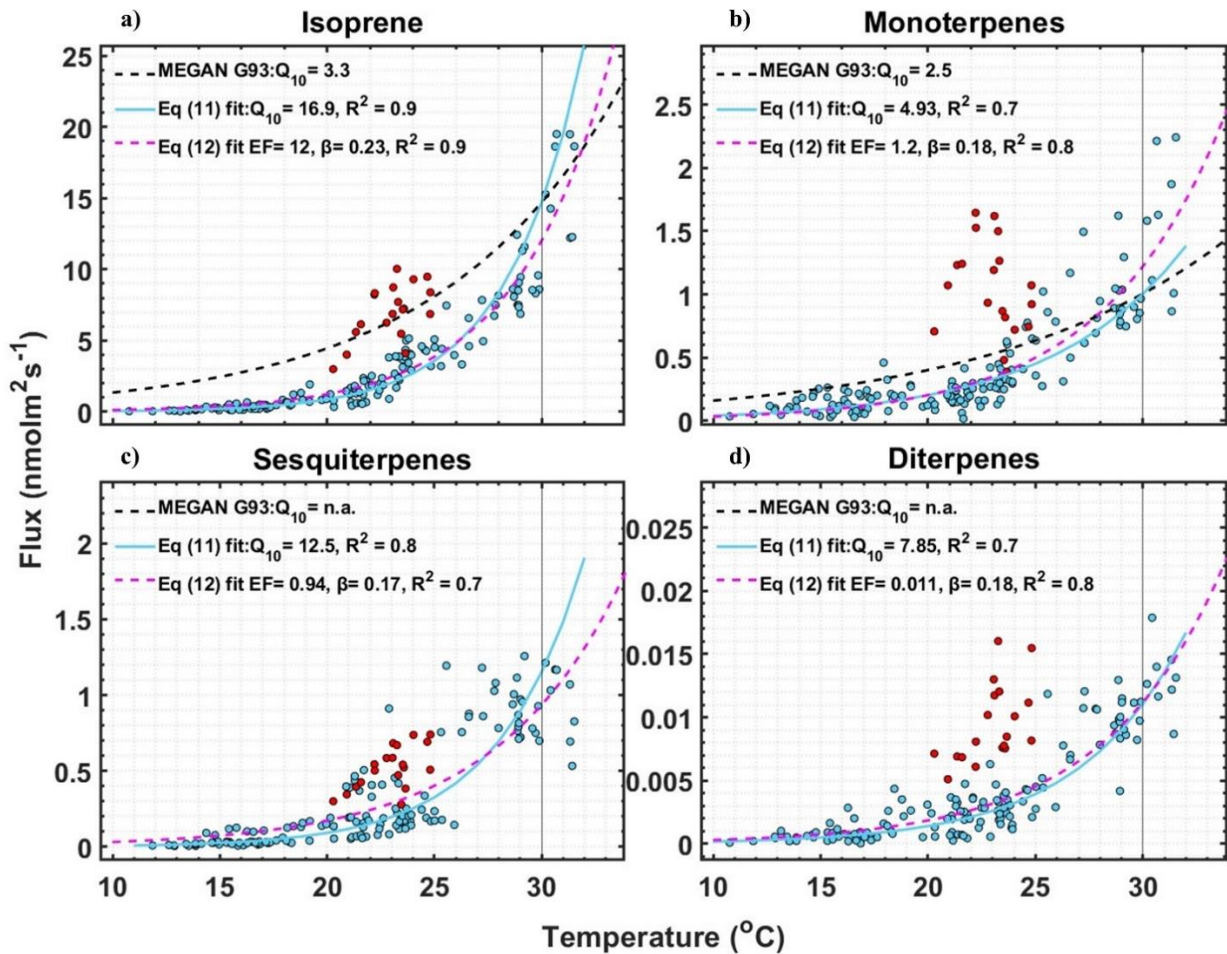 a) Isoprene
b) Monoterpenes
MEGAN G93:Q10= 3.3
Eq (11) fit:Q10= 16.9, R2 = 0.9
Eq (12) fit EF= 12, β= 0.23, R2 = 0.9
25
20
15
10
5
0
MEGAN G93:Q10= 2.5
Eq (11) fit:Q10= 4.93, R2 = 0.7
Eq (12) fit EF= 1.2, β= 0.18, R2 = 0.8
2.5
2
1.5
1
0.5
0
c) Sesquiterpenes
d) Diterpenes
MEGAN G93:Q10= n.a.
Eq (11) fit:Q10= 12.5, R2 = 0.8
Eq (12) fit EF= 0.94, β= 0.17, R2 = 0.7
2
1.5
1
0.5
0
10 15 20 25 30
MEGAN G93:Q10= n.a.
Eq (11) fit:Q10= 7.85, R2 = 0.7
Eq (12) fit EF= 0.011, β= 0.18, R2 = 0.8
0.025
0.02
0.015
0.01
0.005
0
10 15 20 25 30
Flux (nmolm2s-1)
Temperature (oC)